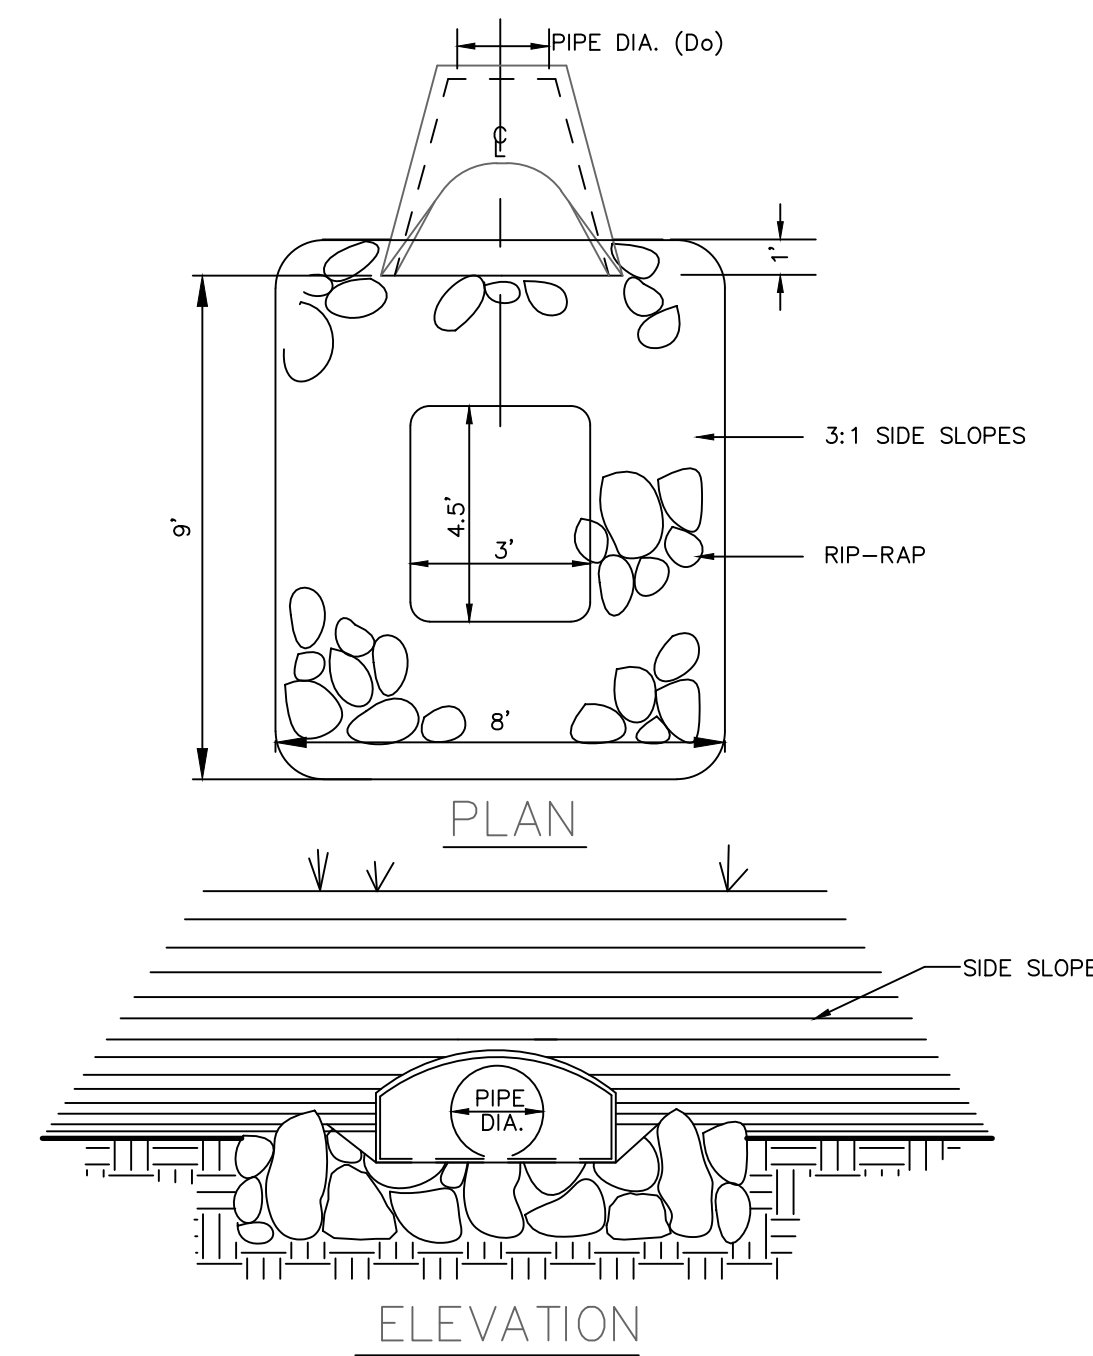 PIPE DIA. (Do)
℄
1'
3:1 SIDE SLOPES
9'
4.5'
3'
RIP-RAP
8'
PLAN
SIDE SLOPE
PIPE
DIA.
ELEVATION